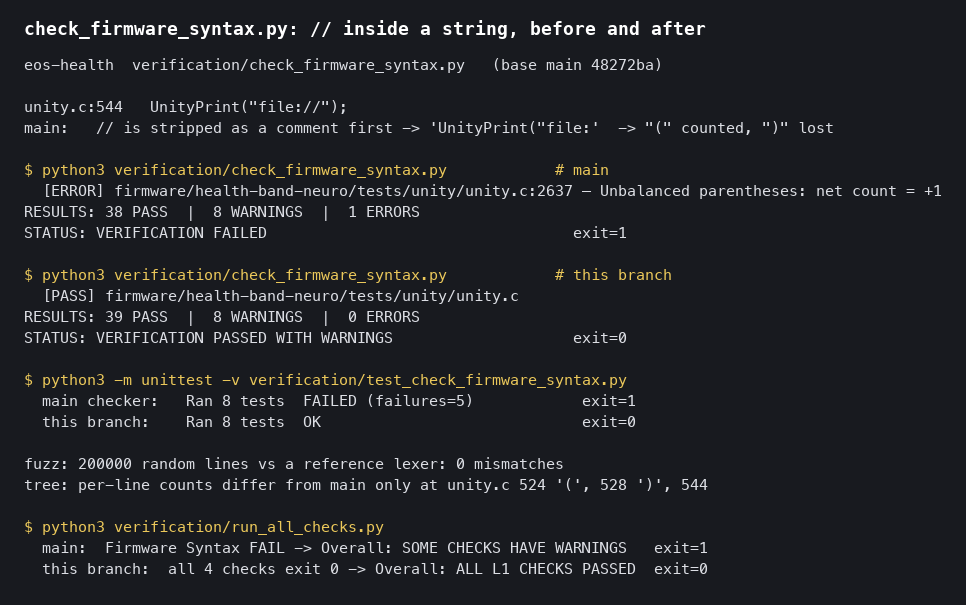 check_firmware_syntax.py: // inside a string, before and after
eos-health  verification/check_firmware_syntax.py   (base main 48272ba)
unity.c:544   UnityPrint("file://");
main:   // is stripped as a comment first -> 'UnityPrint("file:'  -> "(" counted, ")" lost
$ python3 verification/check_firmware_syntax.py            # main
  [ERROR] firmware/health-band-neuro/tests/unity/unity.c:2637 — Unbalanced parentheses: net count = +1
RESULTS: 38 PASS  |  8 WARNINGS  |  1 ERRORS
STATUS: VERIFICATION FAILED                                  exit=1
$ python3 verification/check_firmware_syntax.py            # this branch
  [PASS] firmware/health-band-neuro/tests/unity/unity.c
RESULTS: 39 PASS  |  8 WARNINGS  |  0 ERRORS
STATUS: VERIFICATION PASSED WITH WARNINGS                    exit=0
$ python3 -m unittest -v verification/test_check_firmware_syntax.py
  main checker:   Ran 8 tests  FAILED (failures=5)            exit=1
  this branch:    Ran 8 tests  OK                             exit=0
fuzz: 200000 random lines vs a reference lexer: 0 mismatches
tree: per-line counts differ from main only at unity.c 524 '(', 528 ')', 544
$ python3 verification/run_all_checks.py
  main:  Firmware Syntax FAIL -> Overall: SOME CHECKS HAVE WARNINGS   exit=1
  this branch:  all 4 checks exit 0 -> Overall: ALL L1 CHECKS PASSED  exit=0